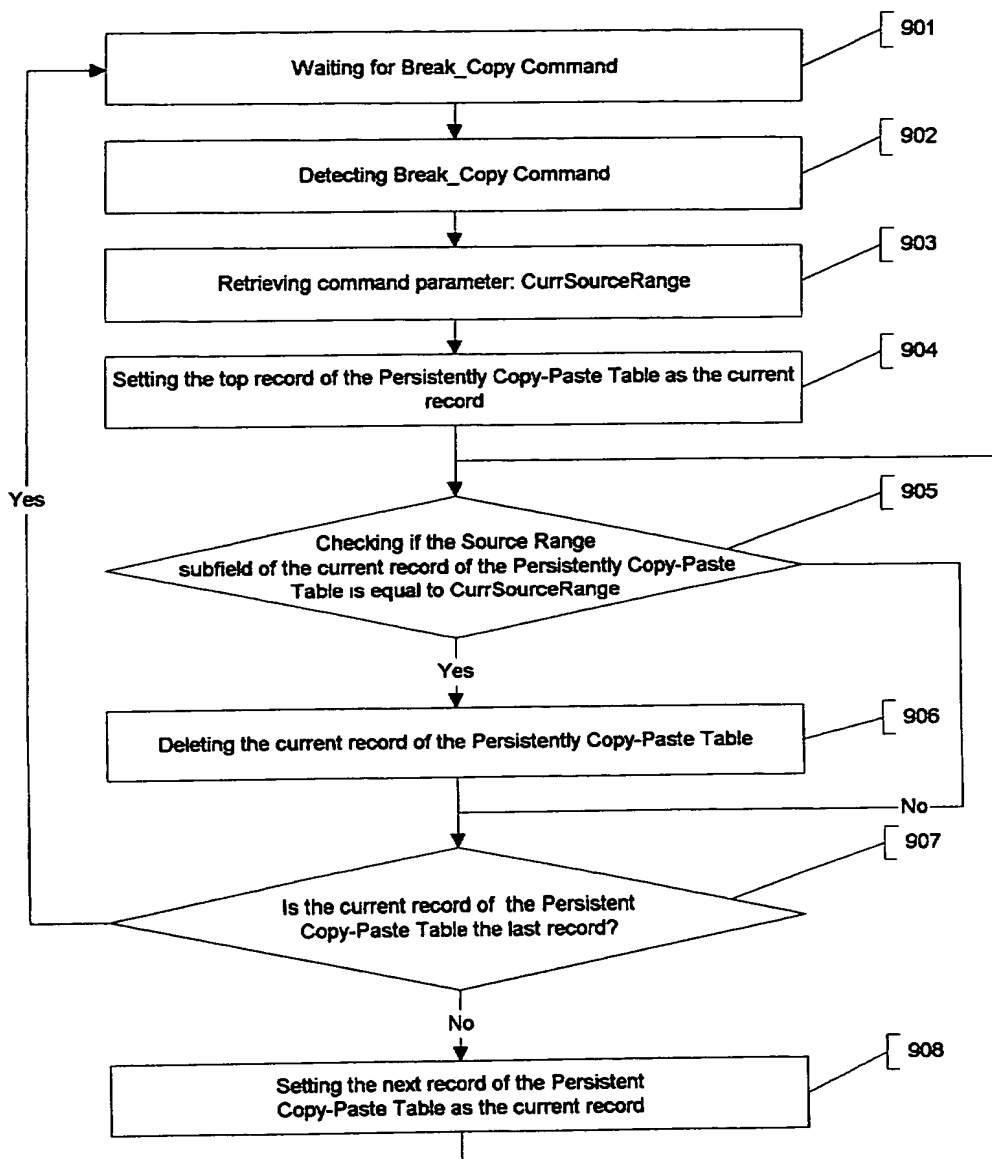 901
Waiting for Break_Copy Command
902
Detecting Break_Copy Command
903
Retrieving command parameter: CurrSourceRange
904
Setting the top record of the Persistently Copy-Paste Table as the current
record
Yes
905
Checking if the Source Range
subfield of the current record of the Persistently Copy-Paste
Table is equal to CurrSourceRange
Yes
906
Deleting the current record of the Persistently Copy-Paste Table
No
907
Is the current record of the Persistent
Copy-Paste Table the last record?
No
908
Setting the next record of the Persistent
Copy-Paste Table as the current record